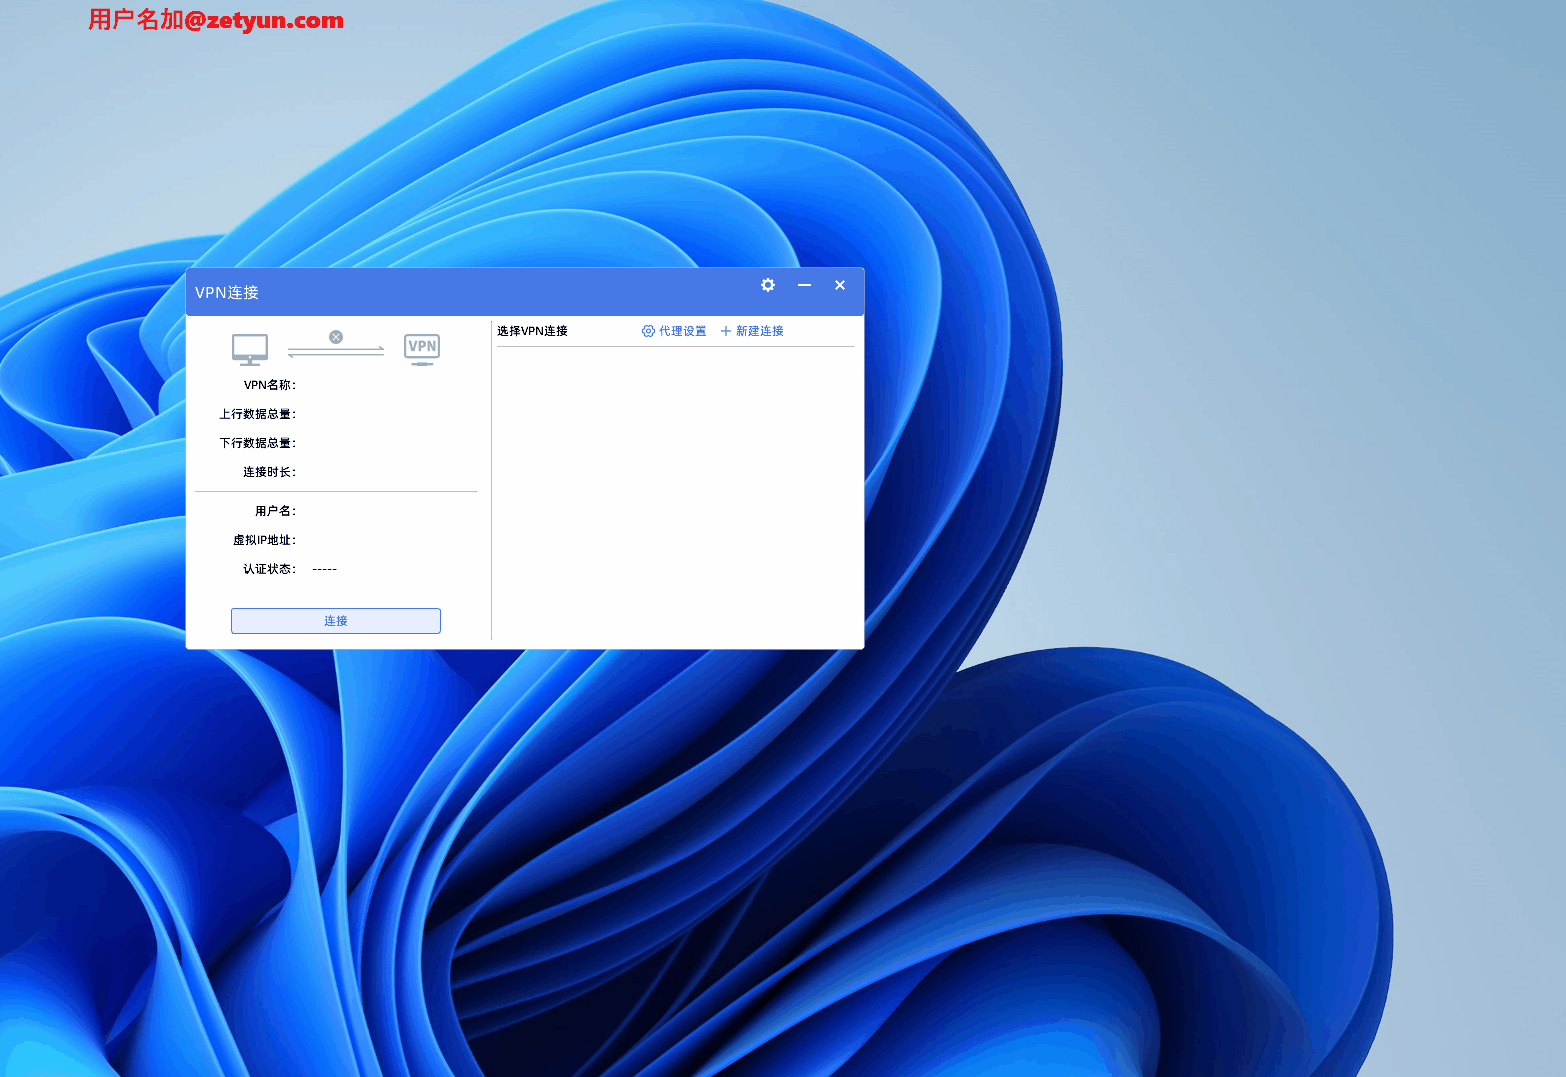 用户名加@zetyun.com
VPN连接
选择VPN连接 代理设置 新建连接
VPN
VPN名称：
上行数据总量：
下行数据总量：
连接时长：
用户名：
虚拟IP地址：
认证状态： -----
连接